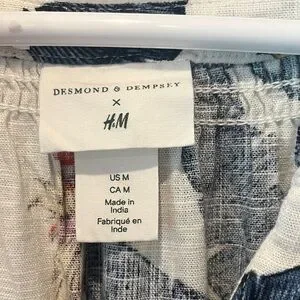 DESMOND & DEMPSEY
×
H&M
US M
CA M
Made in
India
Fabriqué en
Inde